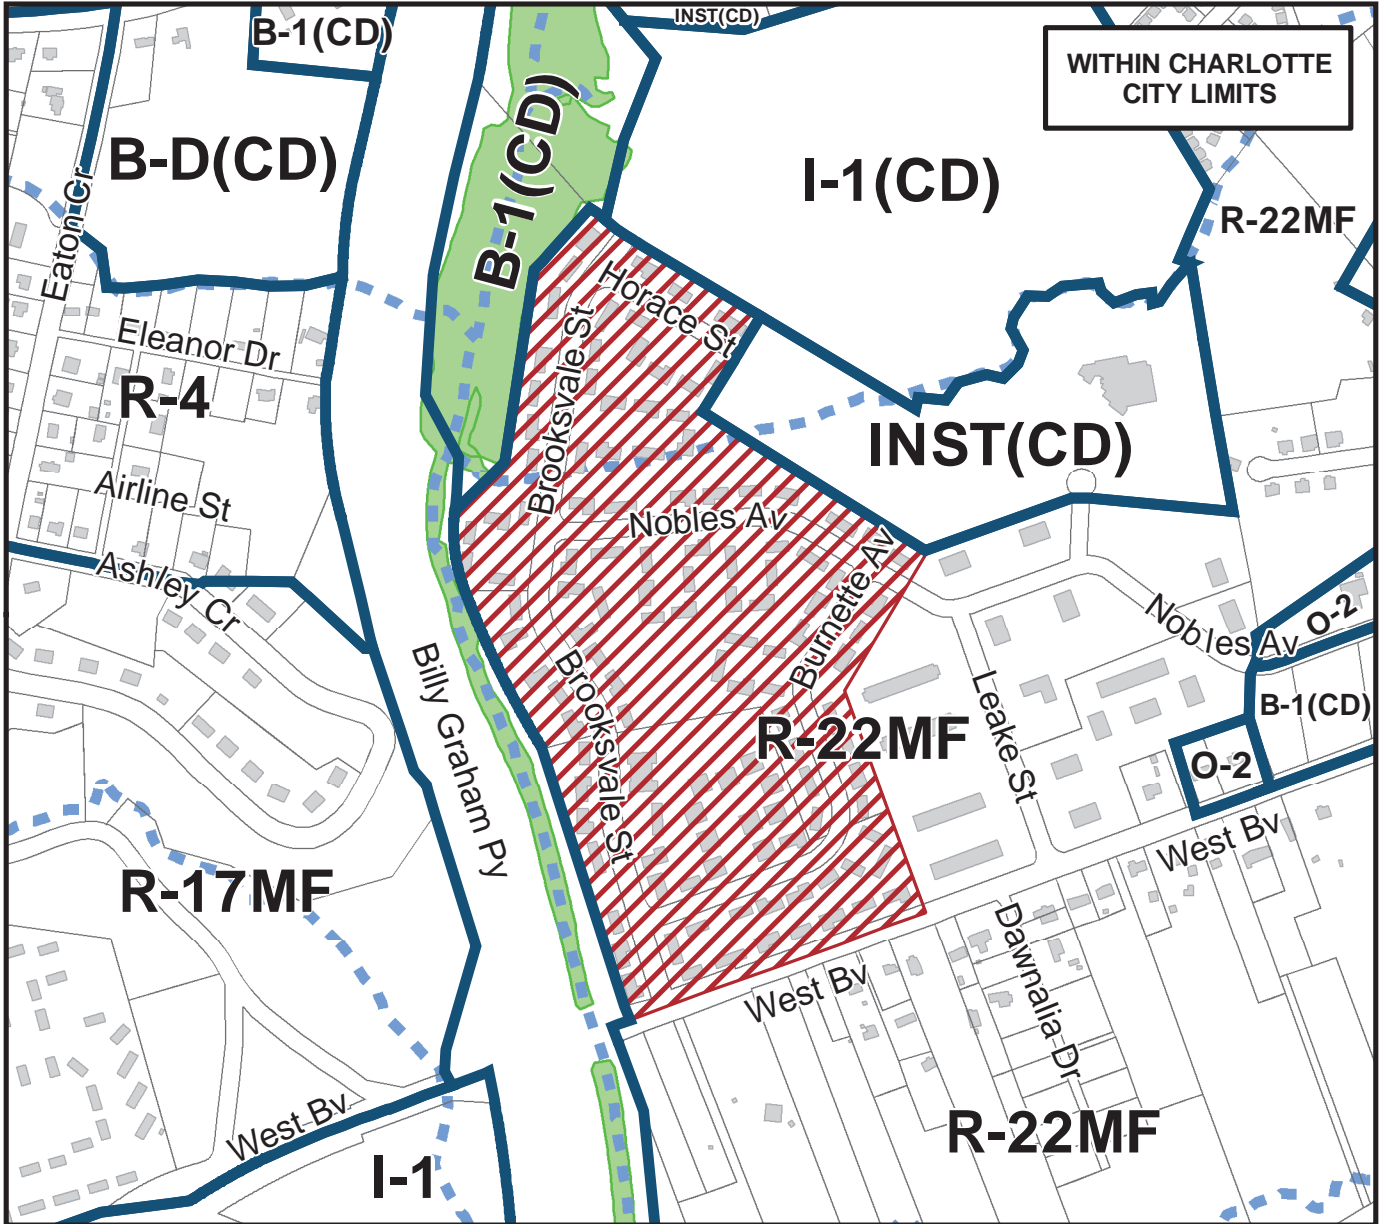 INST(CD)
B-1(CD)
WITHIN CHARLOTTE
CITY LIMITS
B-D(CD)
B-1(CD)
I-1(CD)
R-22MF
Eaton Cr
Horace St
Eleanor Dr
Brooksvale St
R-4
INST(CD)
Airline St
Nobles Av
Ashley Cr
Burnette Av
Nobles Av
O-2
Billy Graham Py
Brooksvale St
Leake St
B-1(CD)
R-22MF
O-2
West Bv
R-17MF
Dawnalia Dr
West Bv
West Bv
R-22MF
I-1